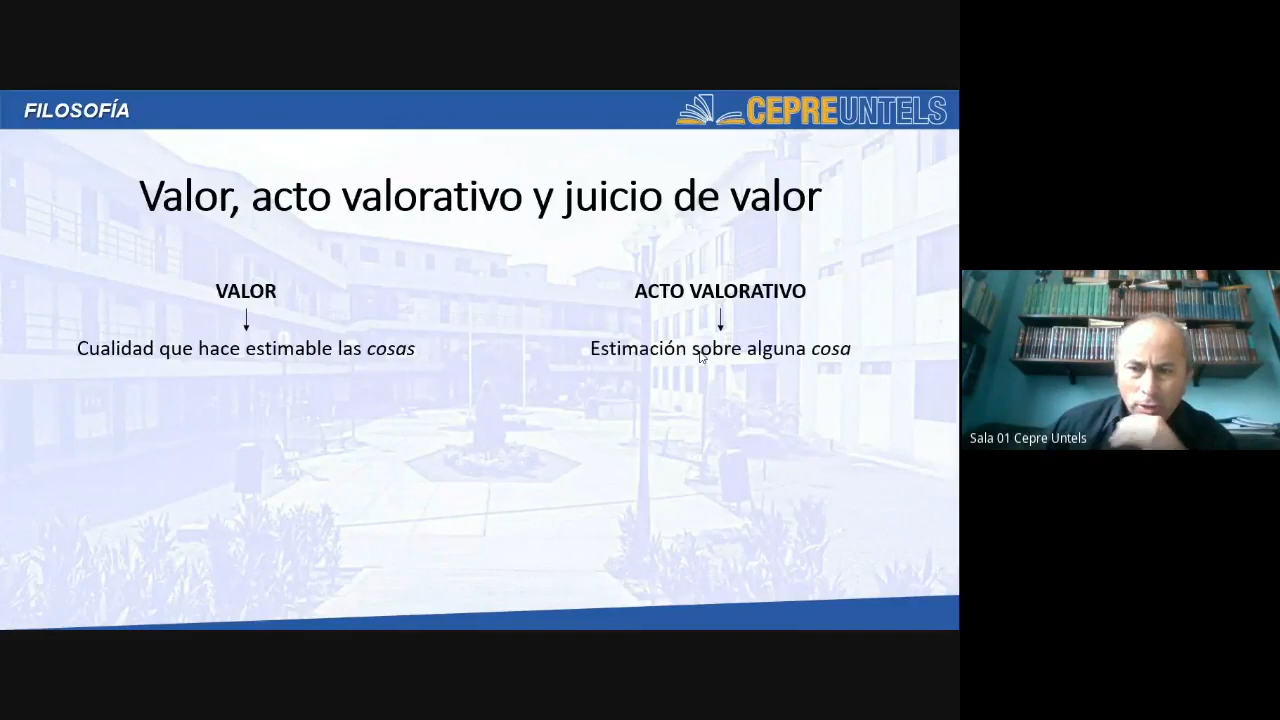 FILOSOFÍA
CEPREUNTELS
Valor, acto valorativo y juicio de valor
VALOR
ACTO VALORATIVO
Cualidad que hace estimable las cosas
Estimación sobre alguna cosa
Sala 01 Cepre Untels